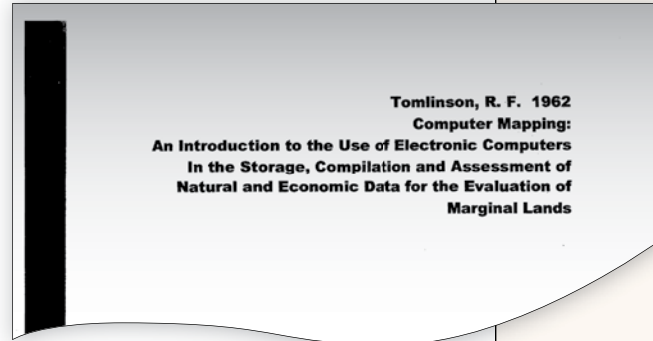 Tomlinson, R. F. 1962
Computer Mapping:
An Introduction to the Use of Electronic Computers
In the Storage, Compilation and Assessment of
Natural and Economic Data for the Evaluation of
Marginal Lands